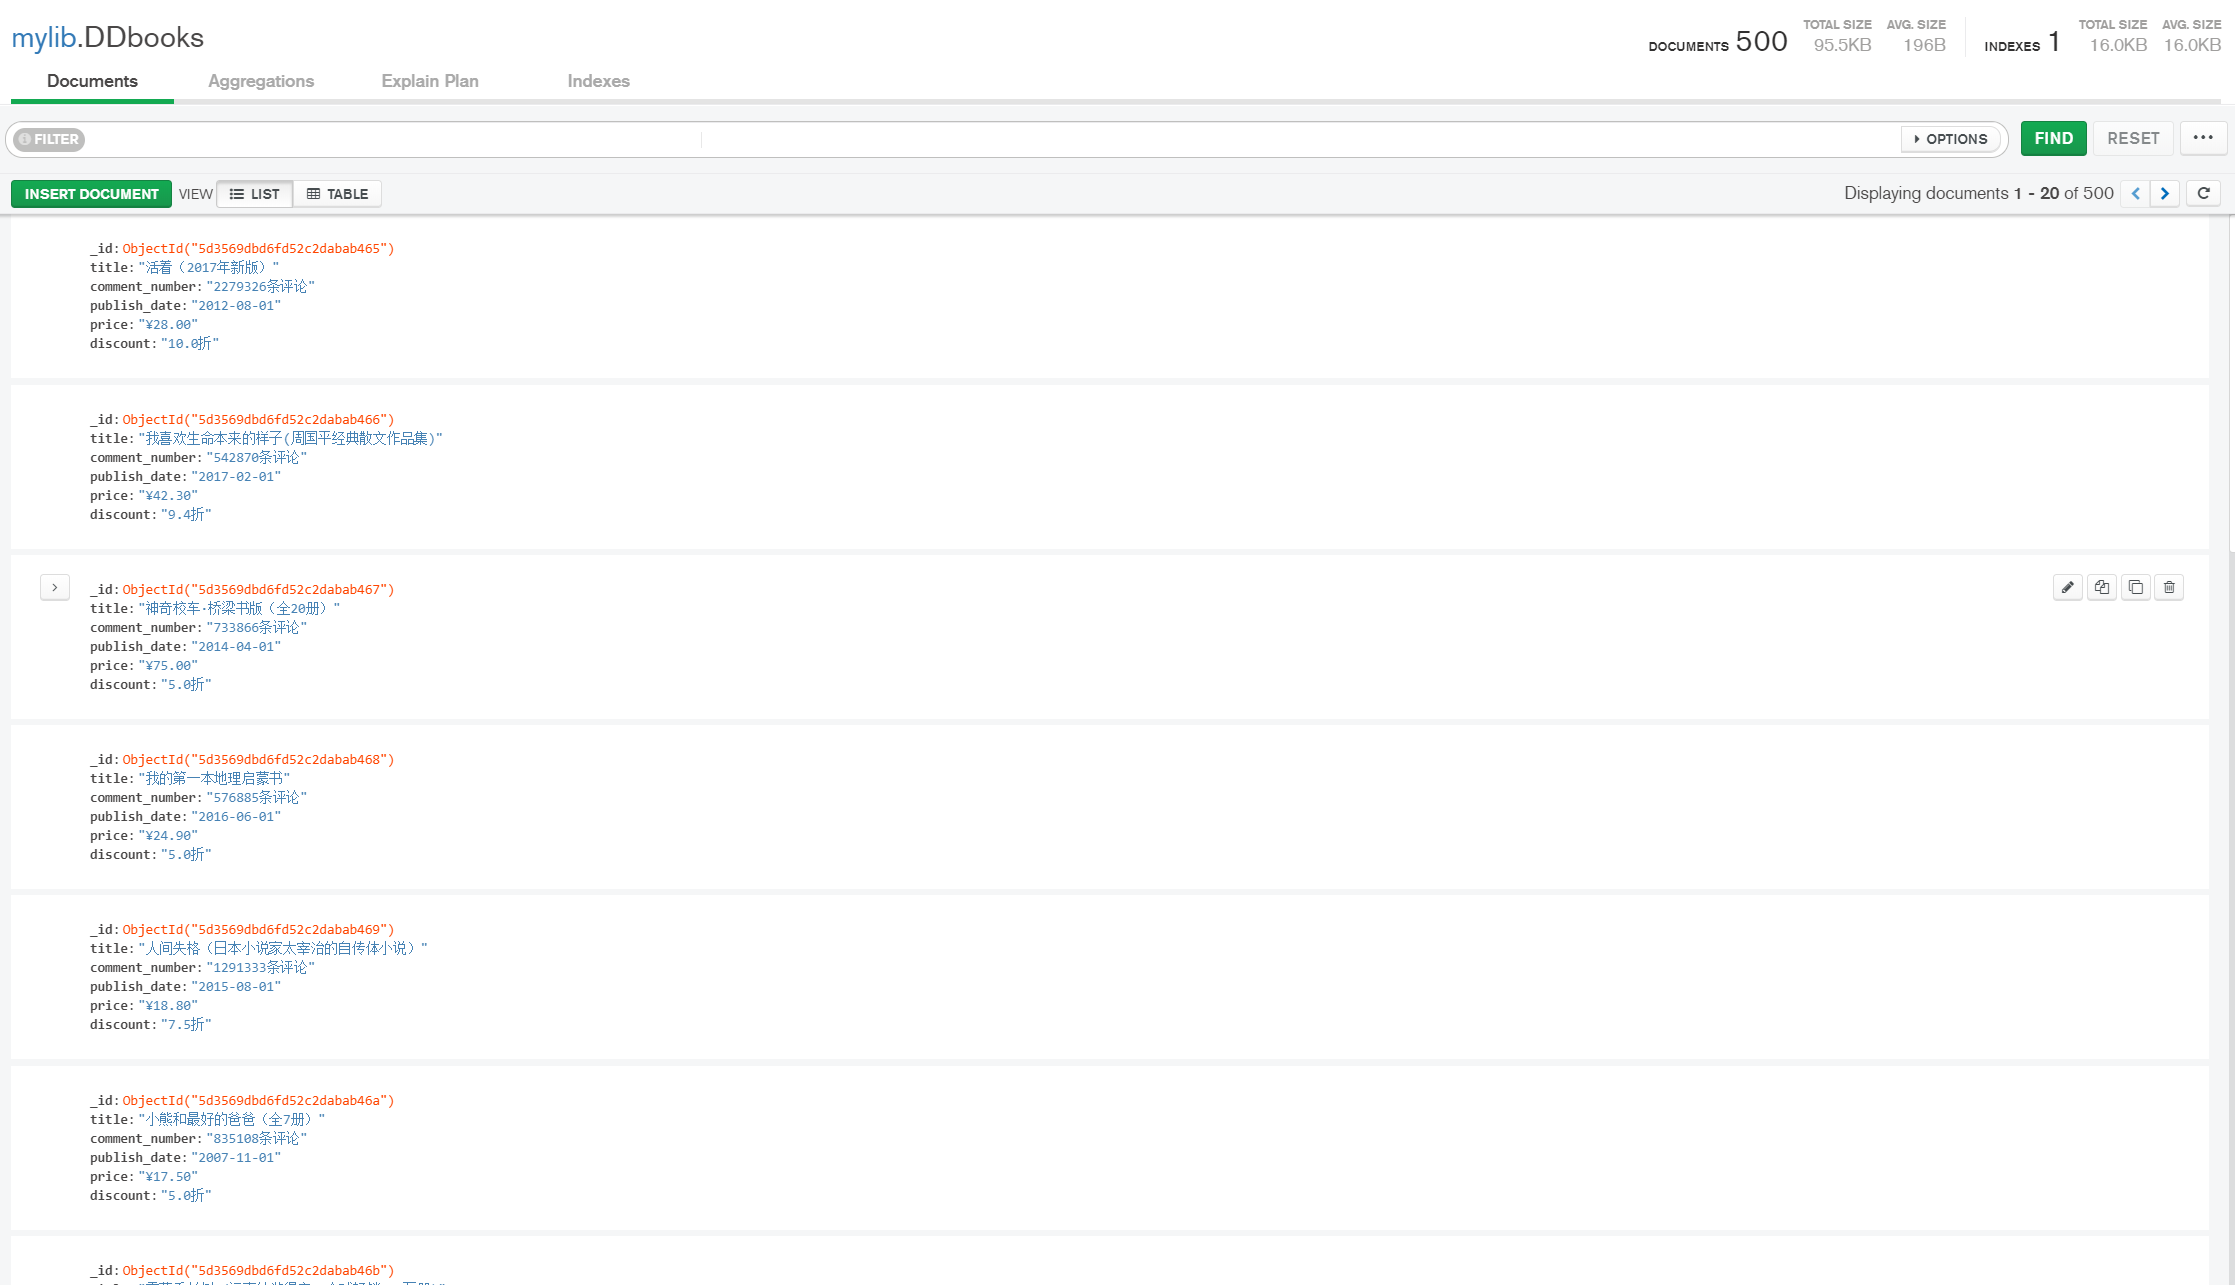 mylib.DDbooks
DOCUMENTS 500 TOTAL SIZE 95.5KB AVG. SIZE 196B INDEXES 1 TOTAL SIZE 16.0KB AVG. SIZE 16.0KB
Documents Aggregations Explain Plan Indexes
FILTER OPTIONS FIND RESET ···
INSERT DOCUMENT VIEW LIST TABLE Displaying documents 1 - 20 of 500
_id: ObjectId("5d3569dbd6fd52c2dabab465")
title: "活着（2017年新版）"
comment_number: "2279326条评论"
publish_date: "2012-08-01"
price: "¥28.00"
discount: "10.0折"
_id: ObjectId("5d3569dbd6fd52c2dabab466")
title: "我喜欢生命本来的样子(周国平经典散文作品集)"
comment_number: "542870条评论"
publish_date: "2017-02-01"
price: "¥42.30"
discount: "9.4折"
_id: ObjectId("5d3569dbd6fd52c2dabab467")
title: "神奇校车·桥梁书版（全20册）"
comment_number: "733866条评论"
publish_date: "2014-04-01"
price: "¥75.00"
discount: "5.0折"
_id: ObjectId("5d3569dbd6fd52c2dabab468")
title: "我的第一本地理启蒙书"
comment_number: "576885条评论"
publish_date: "2016-06-01"
price: "¥24.90"
discount: "5.0折"
_id: ObjectId("5d3569dbd6fd52c2dabab469")
title: "人间失格（日本小说家太宰治的自传体小说）"
comment_number: "1291333条评论"
publish_date: "2015-08-01"
price: "¥18.80"
discount: "7.5折"
_id: ObjectId("5d3569dbd6fd52c2dabab46a")
title: "小熊和最好的爸爸（全7册）"
comment_number: "835108条评论"
publish_date: "2007-11-01"
price: "¥17.50"
discount: "5.0折"
_id: ObjectId("5d3569dbd6fd52c2dabab46b")